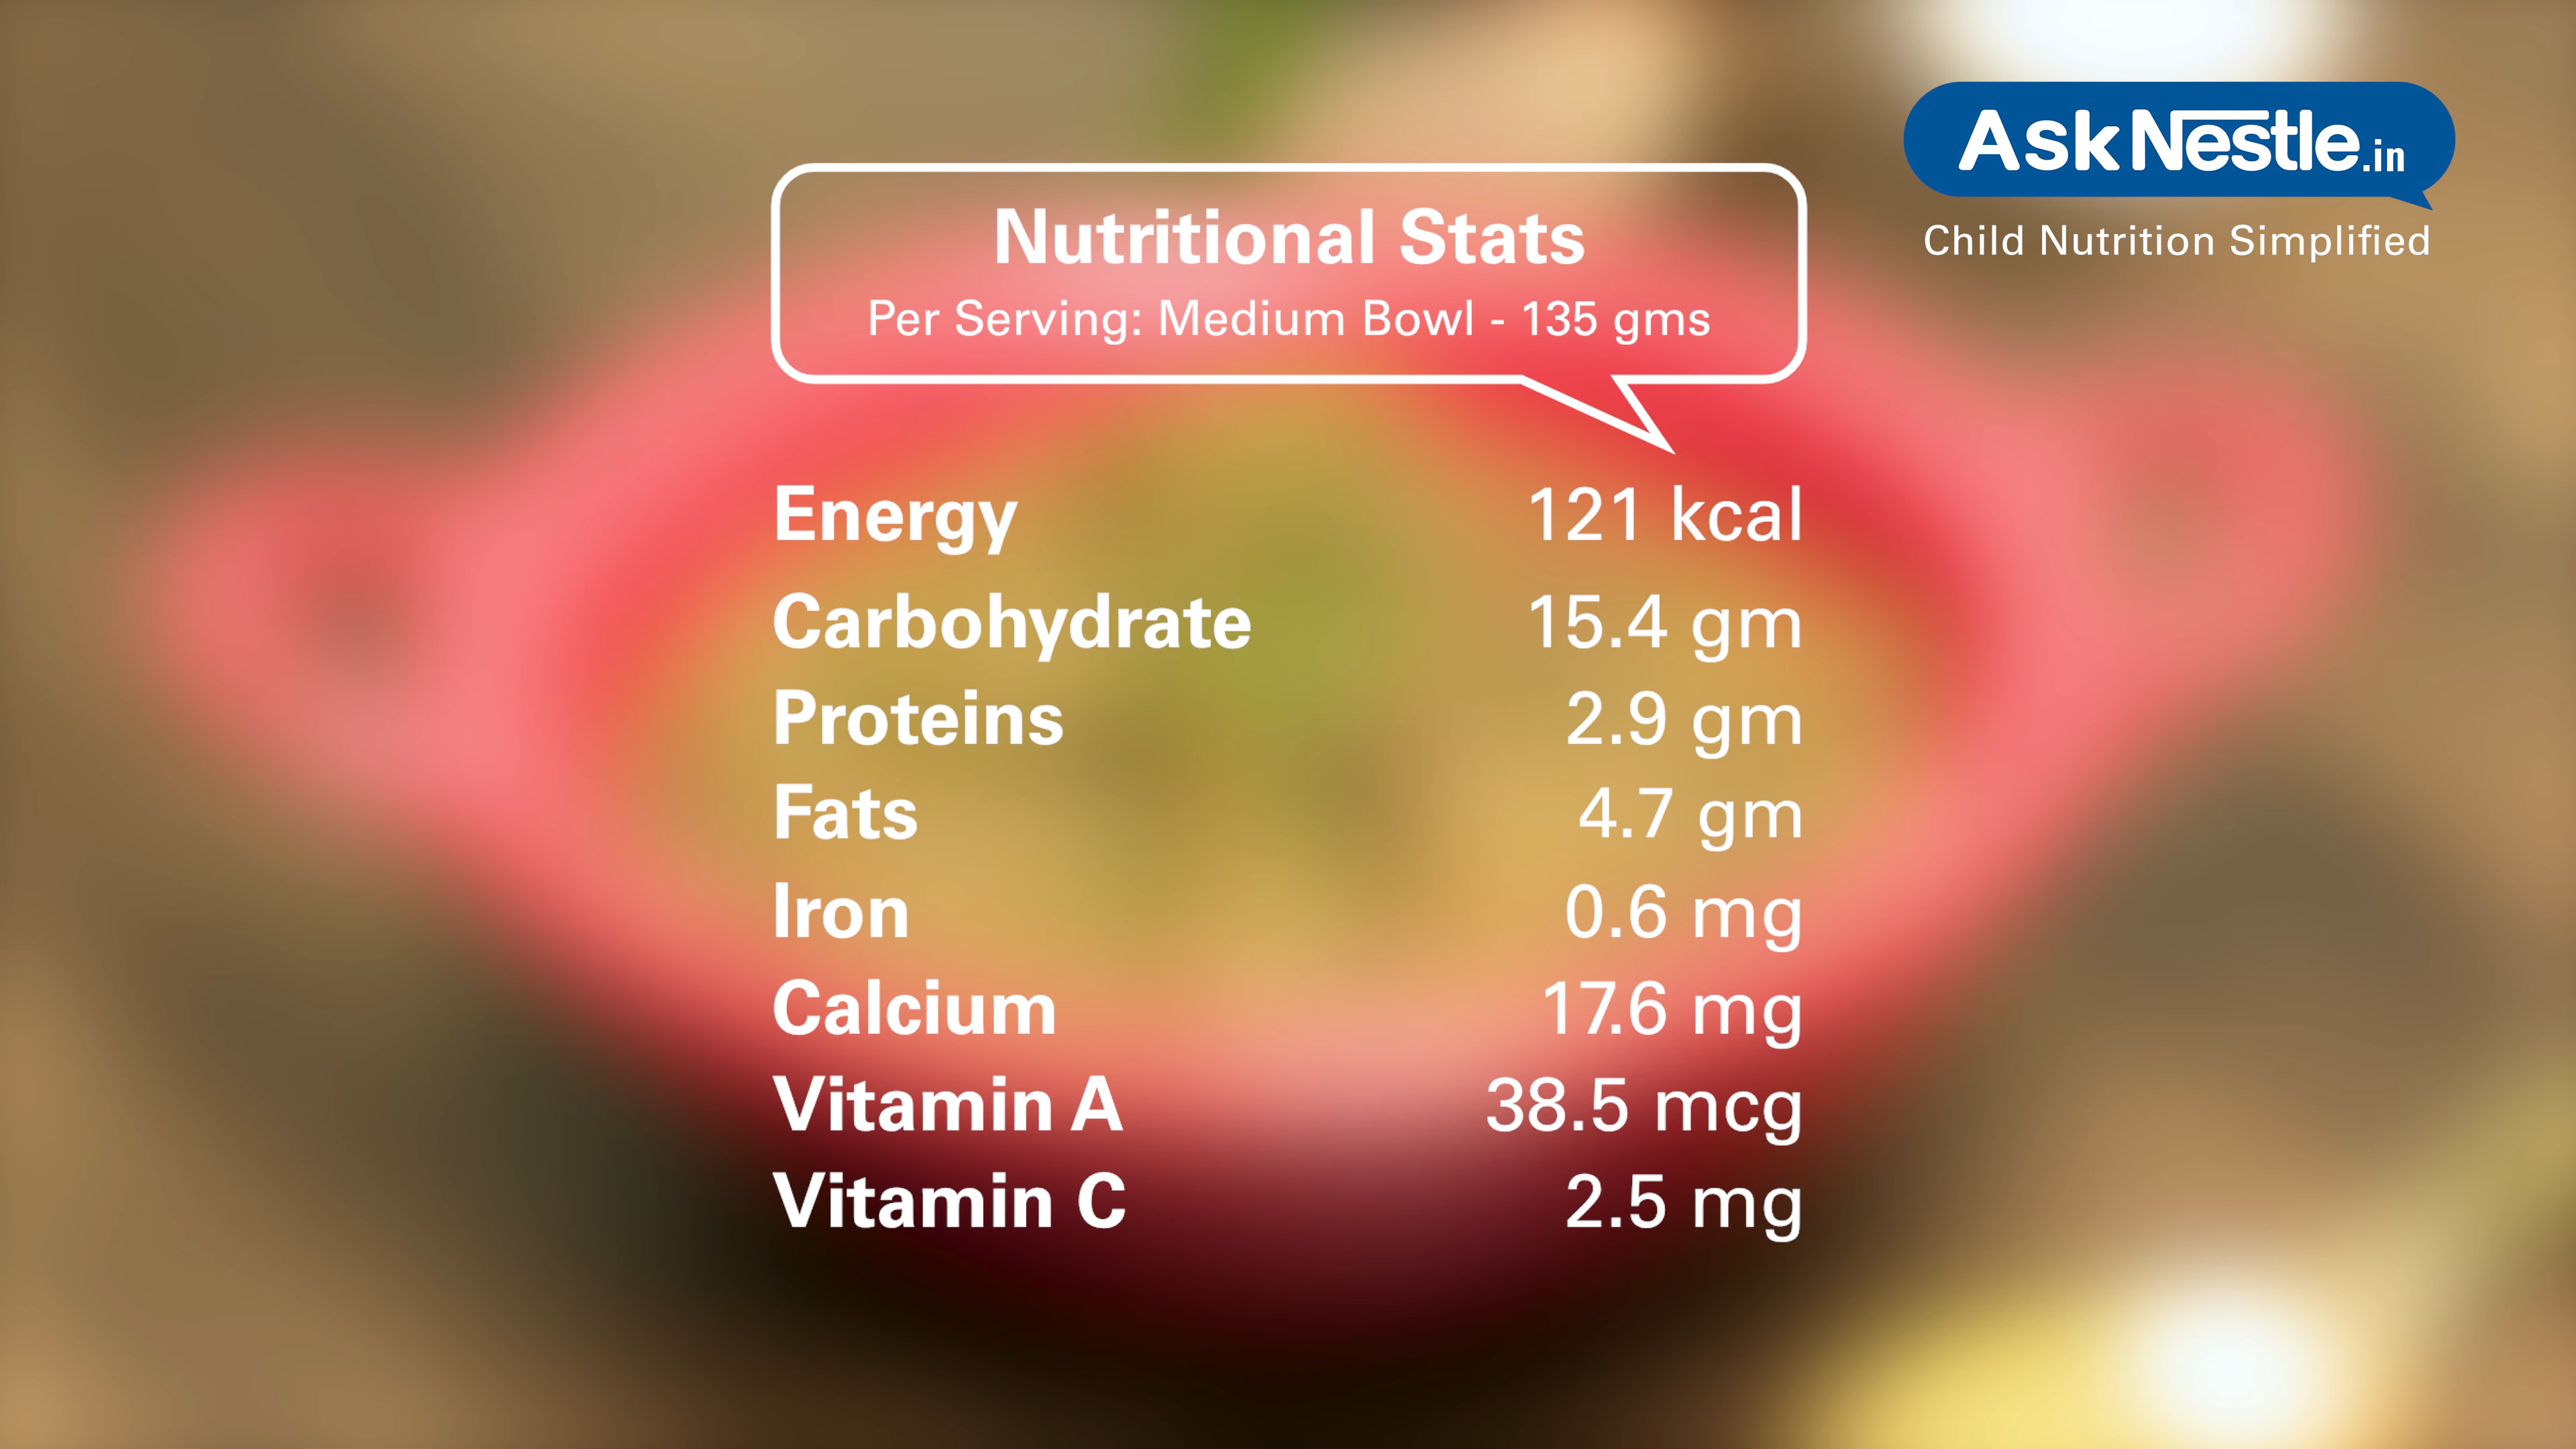 AskNestle.in
Child Nutrition Simplified
Nutritional Stats
Per Serving: Medium Bowl - 135 gms
Energy 121 kcal
Carbohydrate 15.4 gm
Proteins 2.9 gm
Fats 4.7 gm
Iron 0.6 mg
Calcium 17.6 mg
Vitamin A 38.5 mcg
Vitamin C 2.5 mg